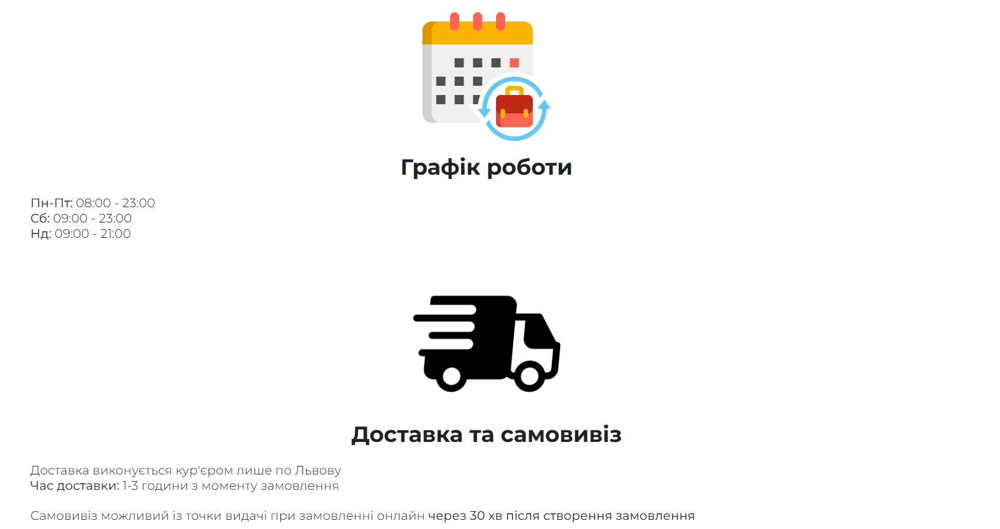 Графік роботи
Пн-Пт: 08:00 - 23:00
Сб: 09:00 - 23:00
Нд: 09:00 - 21:00
Доставка та самовивіз
Доставка виконується кур'єром лише по Львову
Час доставки: 1-3 години з моменту замовлення
Самовивіз можливий із точки видачі при замовленні онлайн через 30 хв після створення замовлення